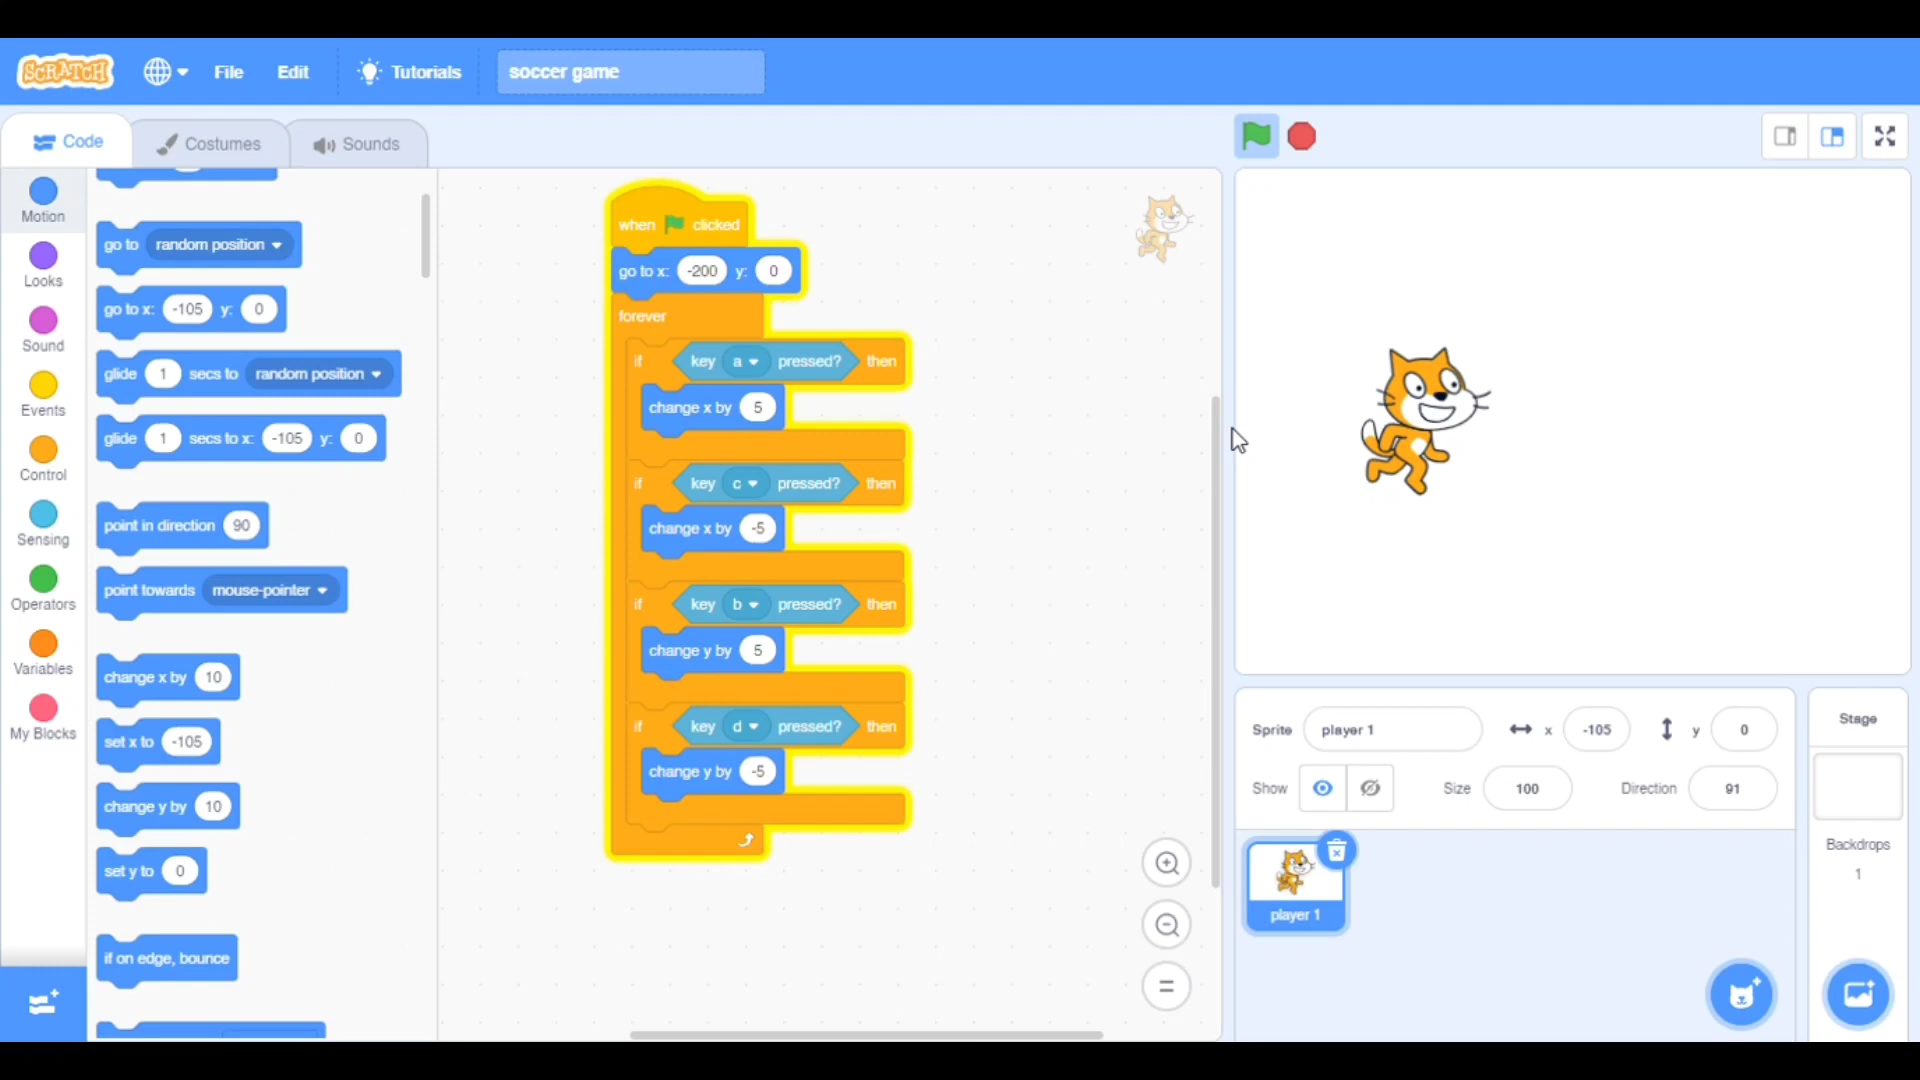 SCRATCH
File
Edit
Tutorials
soccer game
Code
Costumes
Sounds
Motion
Looks
Sound
Events
Control
Sensing
Operators
Variables
My Blocks
go to random position
go to x: -105 y: 0
glide 1 secs to random position
glide 1 secs to x: -105 y: 0
point in direction 90
point towards mouse-pointer
change x by 10
set x to -105
change y by 10
set y to 0
if on edge, bounce
when clicked
go to x: -200 y: 0
forever
if key a pressed? then
change x by 5
if key c pressed? then
change x by -5
if key b pressed? then
change y by 5
if key d pressed? then
change y by -5
Sprite player 1 x -105 y 0
Show Size 100 Direction 91
player 1
Stage
Backdrops
1